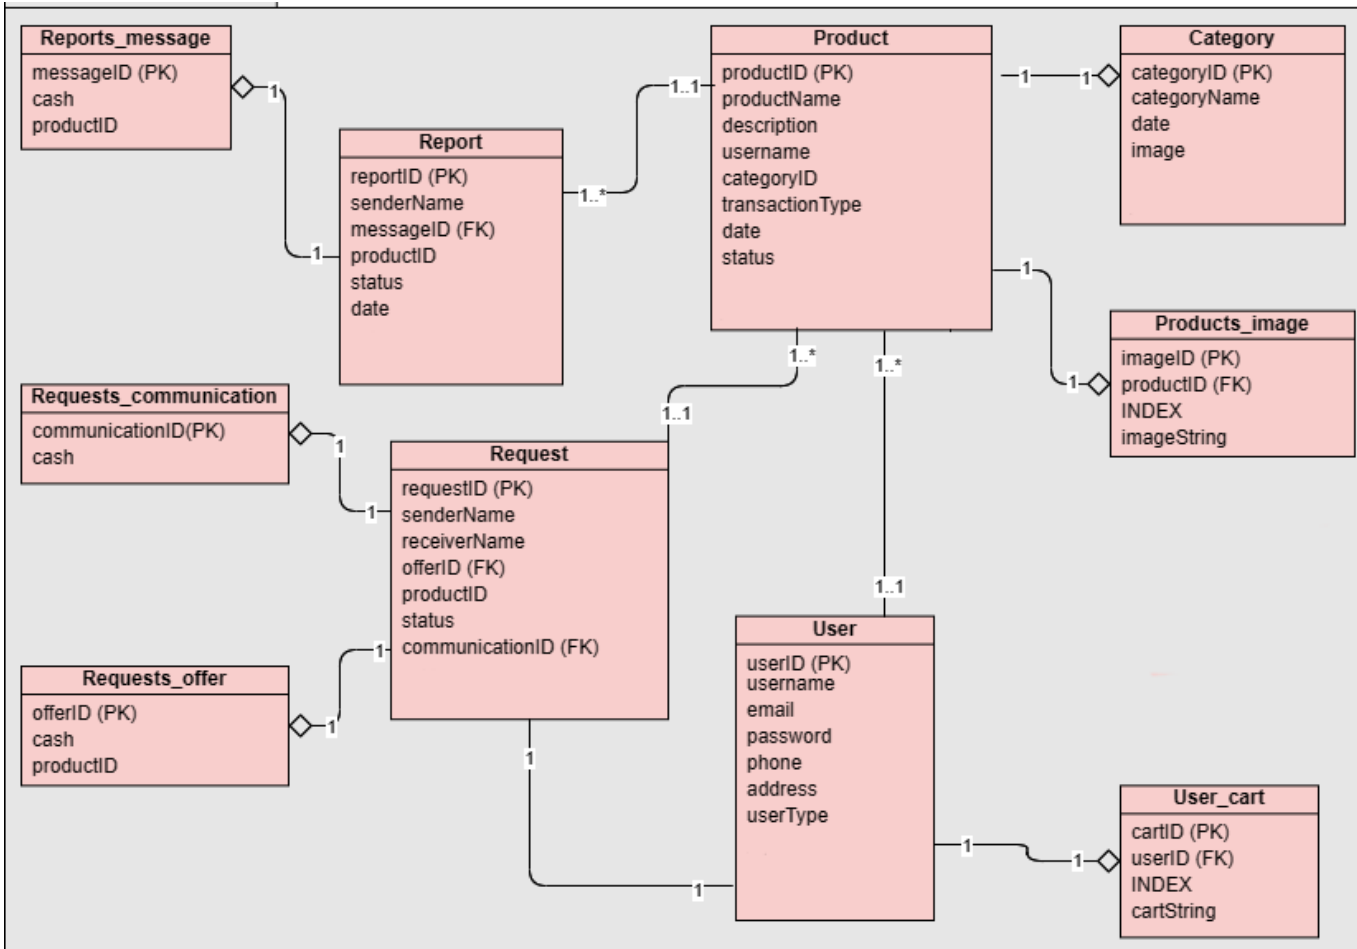 Reports_message
messageID (PK)
cash
productID
Report
reportID (PK)
senderName
messageID (FK)
productID
status
date
Product
productID (PK)
productName
description
username
categoryID
transactionType
date
status
Category
categoryID (PK)
categoryName
date
image
Products_image
imageID (PK)
productID (FK)
INDEX
imageString
Requests_communication
communicationID(PK)
cash
Request
requestID (PK)
senderName
receiverName
offerID (FK)
productID
status
communicationID (FK)
Requests_offer
offerID (PK)
cash
productID
User
userID (PK)
username
email
password
phone
address
userType
User_cart
cartID (PK)
userID (FK)
INDEX
cartString
1
1
1..1
1..*
1
1
1
1
1..*
1..1
1..*
1..1
1
1
1
1
1
1
1
1